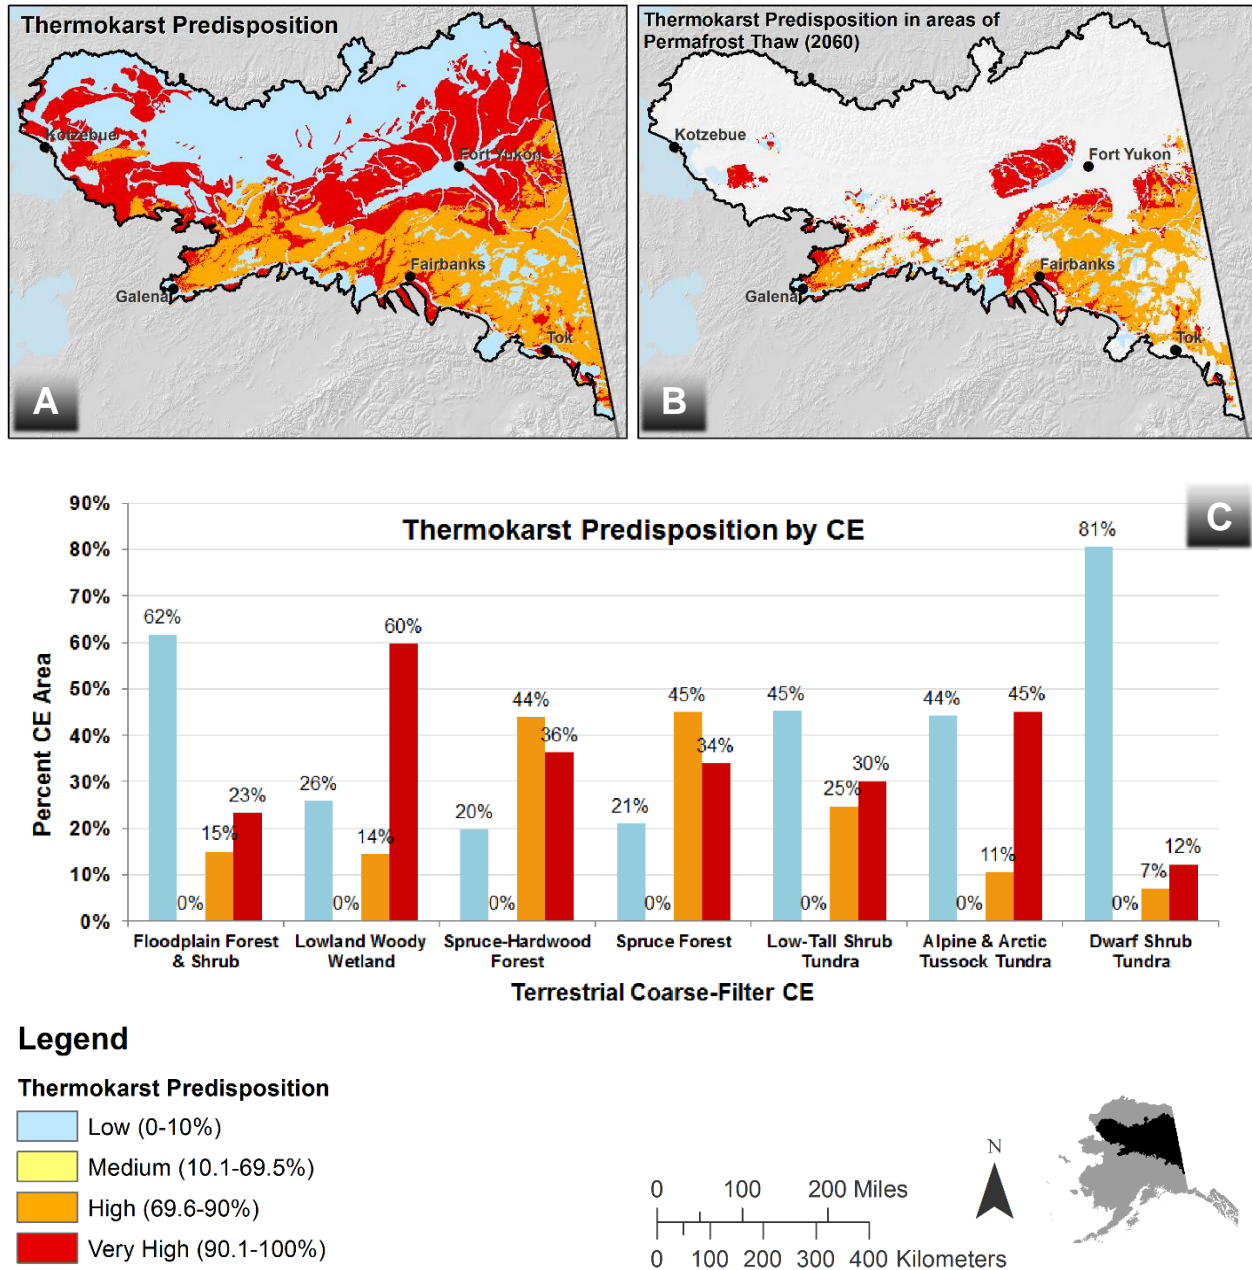 Thermokarst Predisposition
Kotzebue
Fort Yukon
Fairbanks
Galena
Tok
A
Thermokarst Predisposition in areas of
Permafrost Thaw (2060)
Kotzebue
Fort Yukon
Fairbanks
Galena
Tok
B
C
Thermokarst Predisposition by CE
Percent CE Area
90%
80%
70%
60%
50%
40%
30%
20%
10%
0%
62% 0% 15% 23%
26% 0% 14% 60%
20% 0% 44% 36%
21% 0% 45% 34%
45% 0% 25% 30%
44% 0% 11% 45%
81% 0% 7% 12%
Floodplain Forest
& Shrub
Lowland Woody
Wetland
Spruce-Hardwood
Forest
Spruce Forest
Low-Tall Shrub
Tundra
Alpine & Arctic
Tussock Tundra
Dwarf Shrub
Tundra
Terrestrial Coarse-Filter CE
Legend
Thermokarst Predisposition
Low (0-10%)
Medium (10.1-69.5%)
High (69.6-90%)
Very High (90.1-100%)
0 100 200 Miles
0 100 200 300 400 Kilometers
N